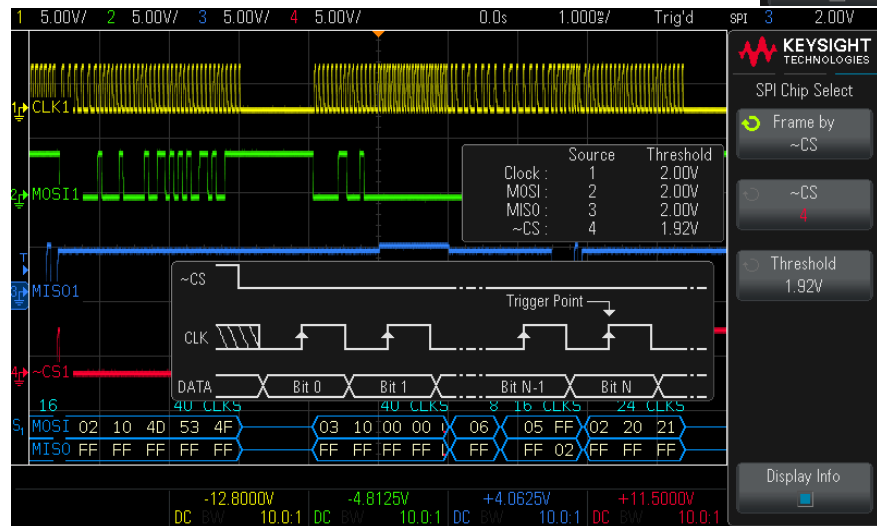 1 5.00V/ 2 5.00V/ 3 5.00V/ 4 5.00V/ 0.0s 1.000s/ Trig'd SPI 3 2.00V
KEYSIGHT
TECHNOLOGIES
SPI Chip Select
Frame by
~CS
~CS
4
Threshold
1.92V
Display Info
CLK1
MOSI1
MISO1
~CS1
Source Threshold
Clock : 1 2.00V
MOSI : 2 2.00V
MISO : 3 2.00V
~CS : 4 1.92V
~CS
Trigger Point
CLK
DATA Bit 0 Bit 1 Bit N-1 Bit N
16 40 CLKS 40 CLKS 8 16 CLKS 24 CLKS
S1 MOSI 02 10 4D 53 4F 03 10 00 00 06 05 FF 02 20 21
MISO FF FF FF FF FF FF FF FF FF FF FF 02 FF FF FF
-12.8000V -4.8125V +4.0625V +11.5000V
DC BW 10.0:1 DC BW 10.0:1 DC BW 10.0:1 DC BW 10.0:1